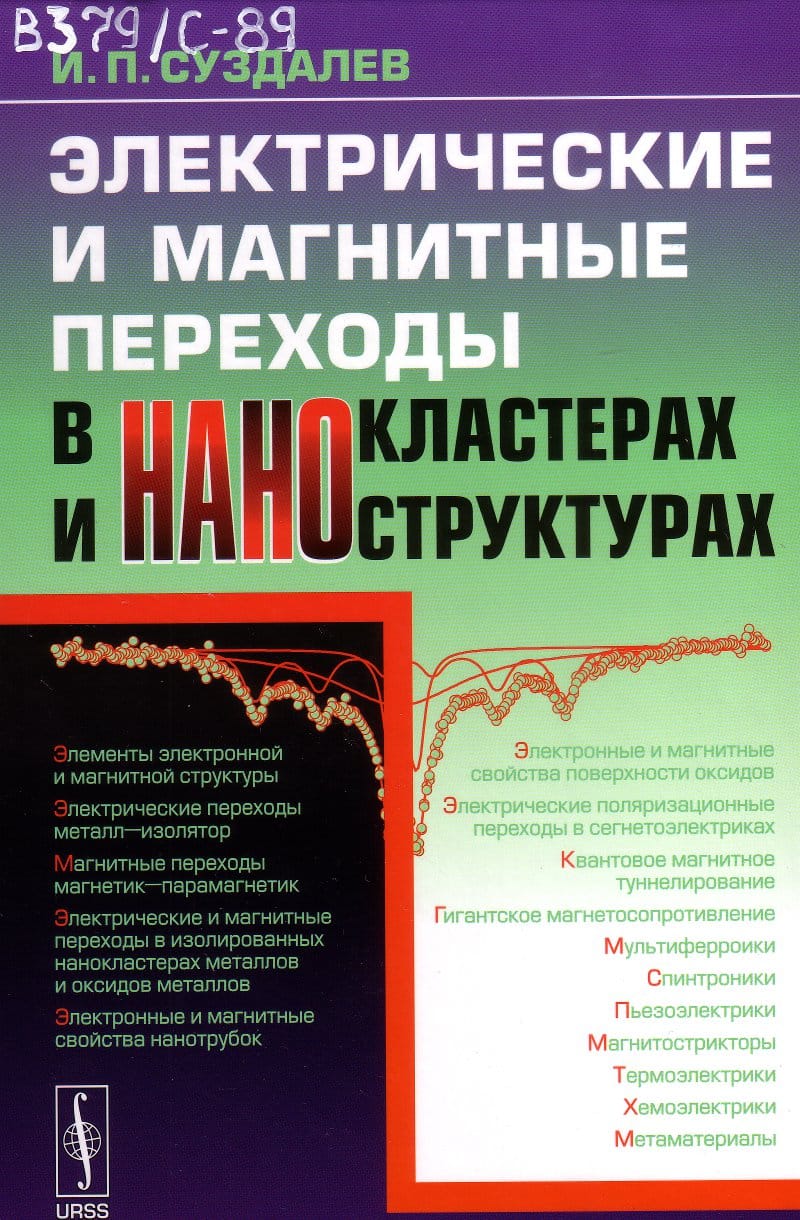 В379/С-89
И. П. СУЗДАЛЕВ
ЭЛЕКТРИЧЕСКИЕ
И МАГНИТНЫЕ
ПЕРЕХОДЫ
В НАНОКЛАСТЕРАХ
И НАНОСТРУКТУРАХ
Элементы электронной
и магнитной структуры
Электрические переходы
металл—изолятор
Магнитные переходы
магнетик—парамагнетик
Электрические и магнитные
переходы в изолированных
нанокластерах металлов
и оксидов металлов
Электронные и магнитные
свойства нанотрубок
Электронные и магнитные
свойства поверхности оксидов
Электрические поляризационные
переходы в сегнетоэлектриках
Квантовое магнитное
туннелирование
Гигантское магнетосопротивление
Мультиферроики
Спинтроники
Пьезоэлектрики
Магнитострикторы
Термоэлектрики
Хемоэлектрики
Метаматериалы
URSS